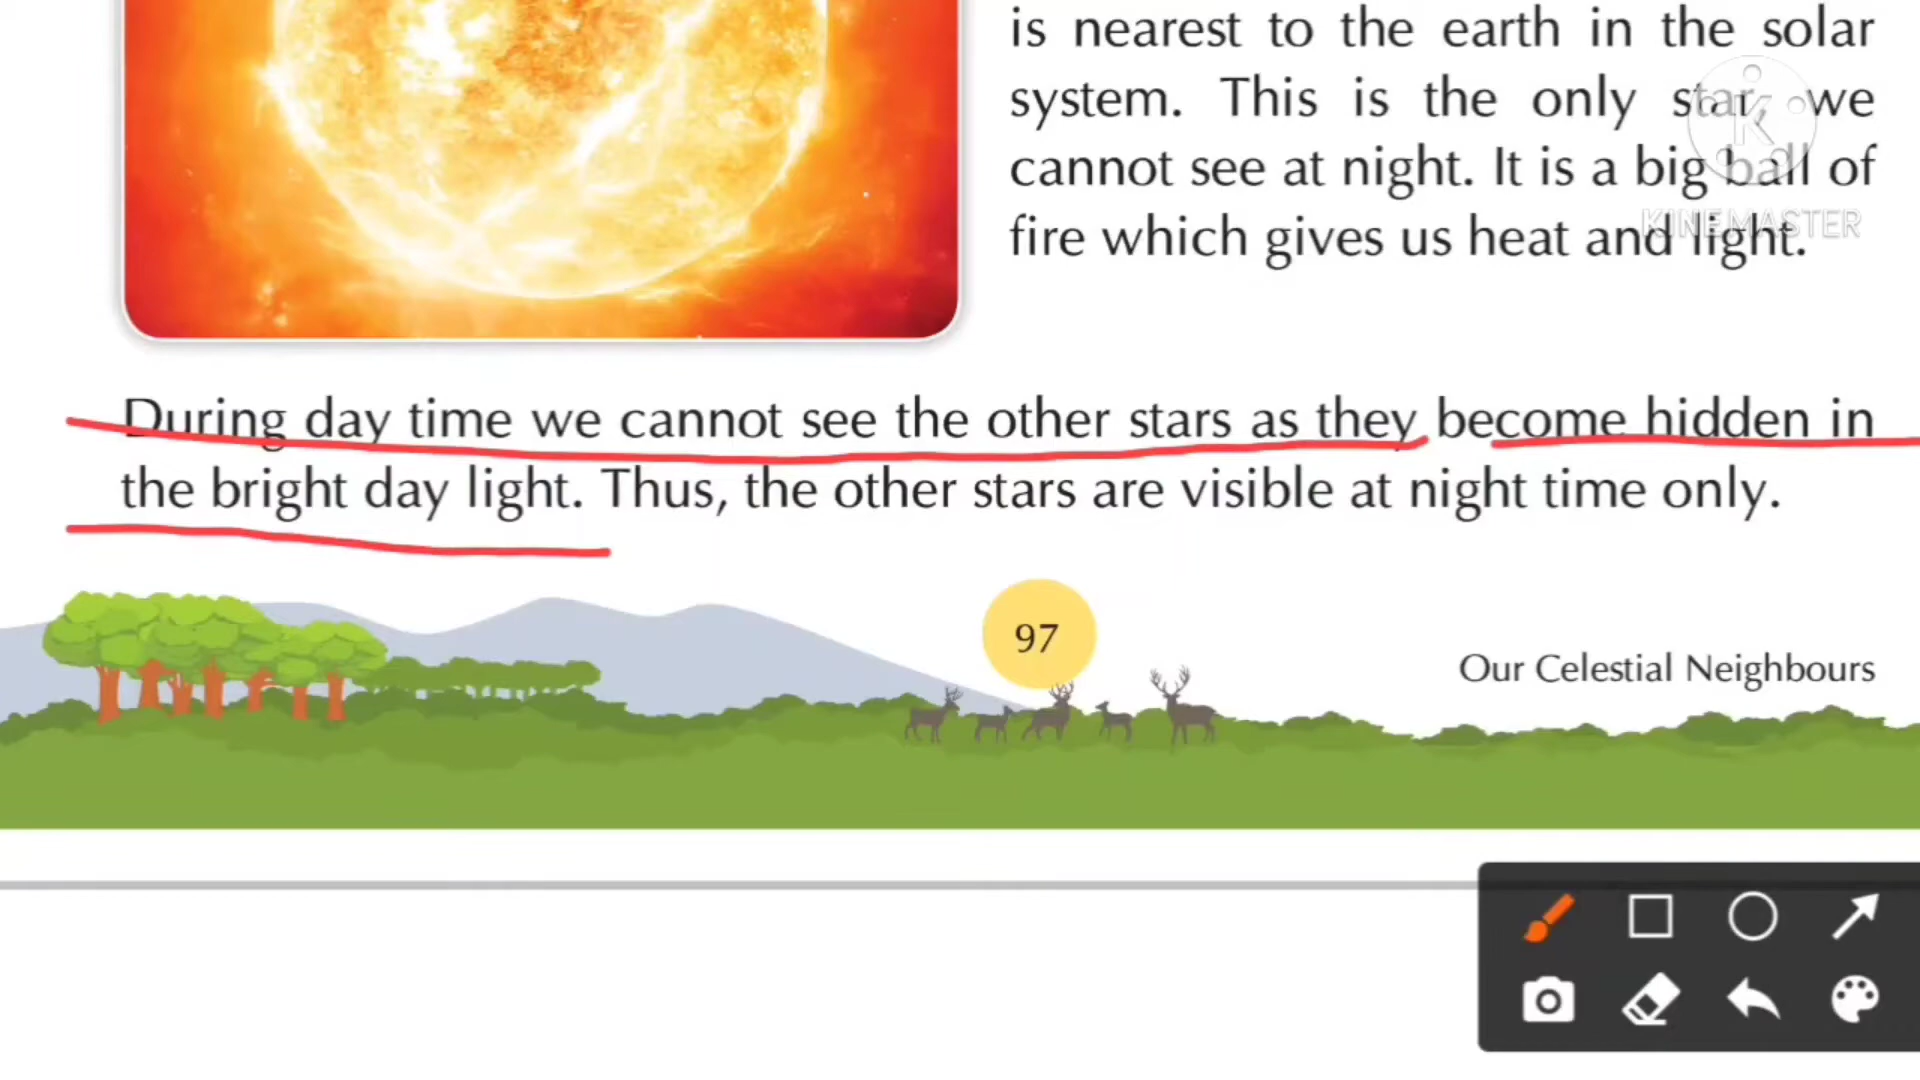 is nearest to the earth in the solar
system. This is the only star, we
cannot see at night. It is a big ball of
fire which gives us heat and light.
KINEMASTER
During day time we cannot see the other stars as they become hidden in
the bright day light. Thus, the other stars are visible at night time only.
97
Our Celestial Neighbours